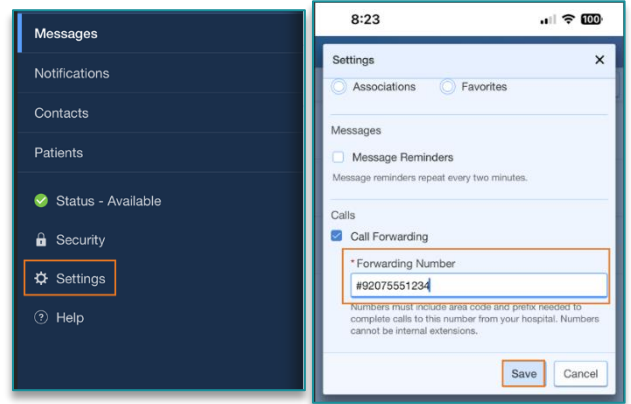 Messages
Notifications
Contacts
Patients
Status - Available
Security
Settings
Help
8:23
100
Settings
Associations Favorites
Messages
Message Reminders
Message reminders repeat every two minutes.
Calls
Call Forwarding
*Forwarding Number
#92075551234
Numbers must include area code and prefix needed to
complete calls to this number from your hospital. Numbers
cannot be internal extensions.
Save Cancel